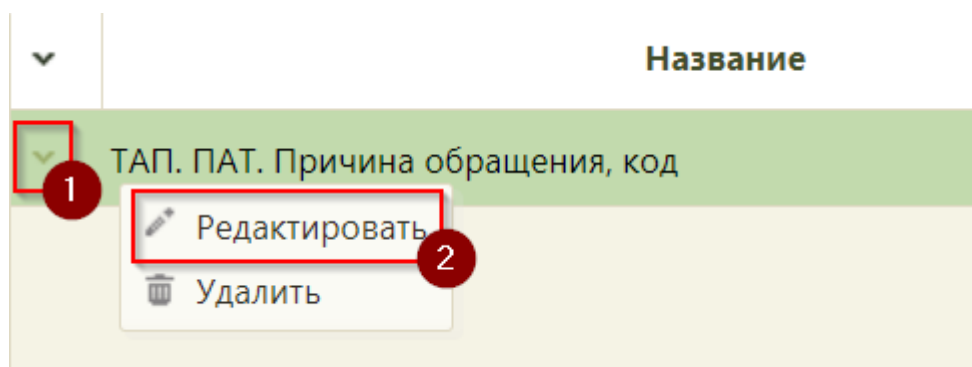 Название
ТАП. ПАТ. Причина обращения, код
1
Редактировать
2
Удалить